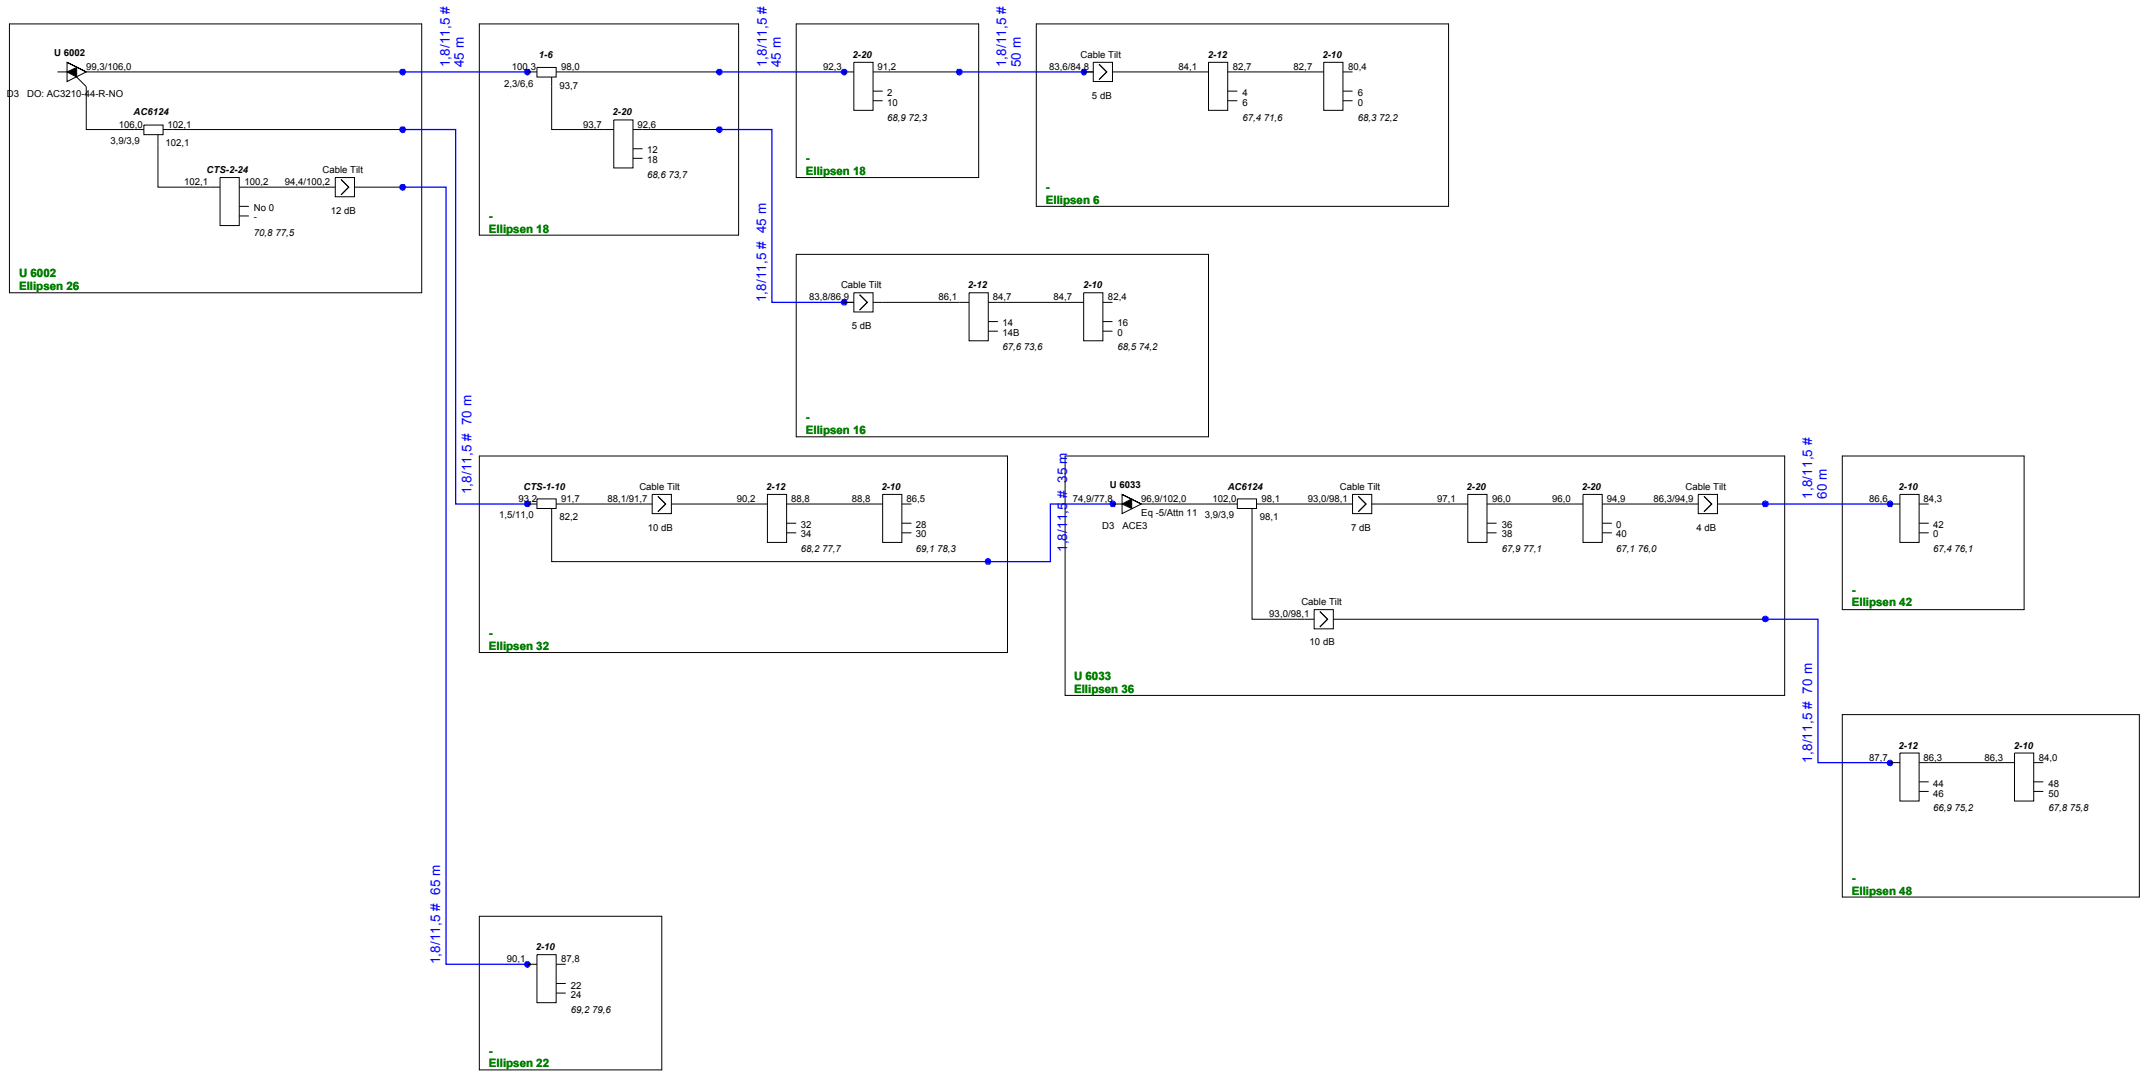 U 6002
99,3/106,0
D3 DO: AC3210-44-R-NO
AC6124
106,0
102,1
3,9/3,9
102,1
CTS-2-24
102,1
100,2
94,4/100,2
Cable Tilt
12 dB
No 0
-
70,8 77,5
U 6002
Ellipsen 26
1,8/11,5 #
45 m
1-6
100,3
98,0
2,3/6,6
93,7
2-20
93,7
92,6
12
18
68,6 73,7
-
Ellipsen 18
1,8/11,5 #
45 m
2-20
92,3
91,2
2
10
68,9 72,3
-
Ellipsen 18
1,8/11,5 #
50 m
Cable Tilt
83,6/84,8
5 dB
2-12
84,1
82,7
4
6
67,4 71,6
2-10
82,7
80,4
6
0
68,3 72,2
-
Ellipsen 6
1,8/11,5 # 45 m
Cable Tilt
83,8/86,9
5 dB
2-12
86,1
84,7
14
14B
67,6 73,6
2-10
84,7
82,4
16
0
68,5 74,2
-
Ellipsen 16
1,8/11,5 # 70 m
CTS-1-10
93,2
91,7
1,5/11,0
82,2
Cable Tilt
88,1/91,7
10 dB
2-12
90,2
88,8
32
34
68,2 77,7
2-10
88,8
86,5
28
30
69,1 78,3
-
Ellipsen 32
1,8/11,5 # 35 m
U 6033
74,9/77,8
96,9/102,0
Eq -5/Attn 11
D3 ACE3
AC6124
102,0
98,1
3,9/3,9
98,1
Cable Tilt
93,0/98,1
7 dB
2-20
97,1
96,0
36
38
67,9 77,1
2-20
96,0
94,9
0
40
67,1 76,0
Cable Tilt
86,3/94,9
4 dB
Cable Tilt
93,0/98,1
10 dB
U 6033
Ellipsen 36
1,8/11,5 #
60 m
2-10
86,6
84,3
42
0
67,4 76,1
-
Ellipsen 42
1,8/11,5 # 70 m
2-12
87,7
86,3
44
46
66,9 75,2
2-10
86,3
84,0
48
50
67,8 75,8
-
Ellipsen 48
1,8/11,5 # 65 m
2-10
90,1
87,8
22
24
69,2 79,6
-
Ellipsen 22